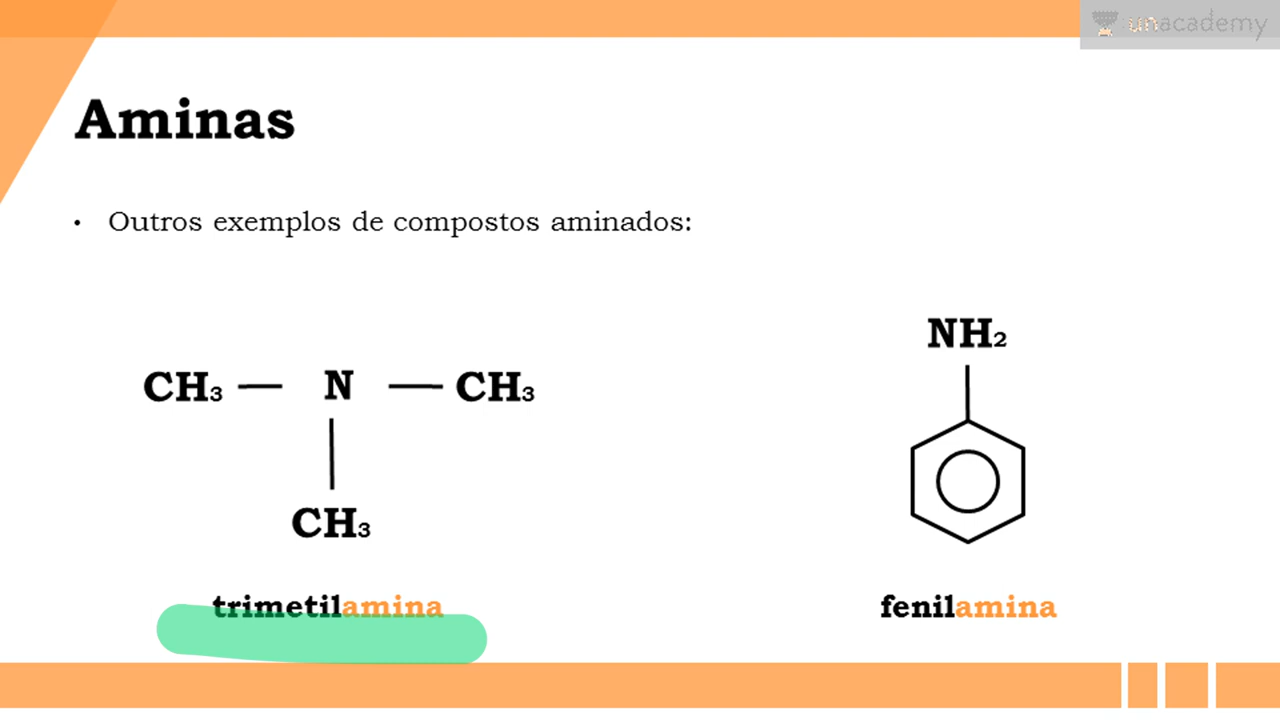 unacademy
Aminas
• Outros exemplos de compostos aminados:
NH₂
CH₃ — N — CH₃
CH₃
trimetilamina
fenilamina